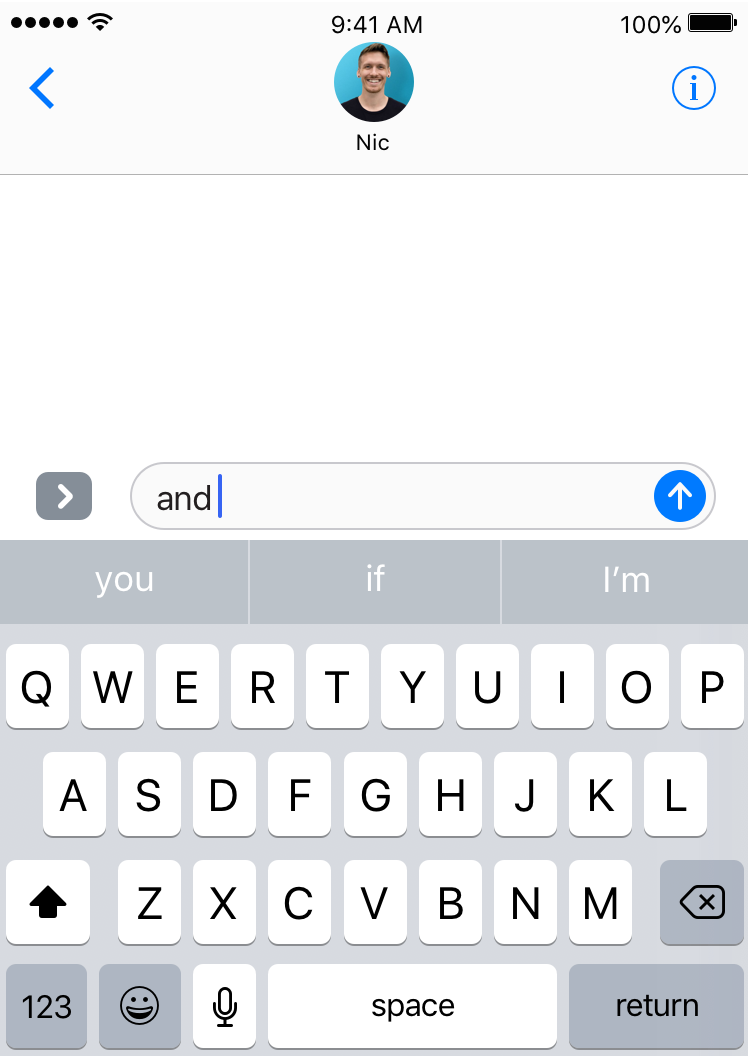 9:41 AM 100%
i
Nic
and
you if I’m
Q W E R T Y U I O P
A S D F G H J K L
Z X C V B N M
123 space return